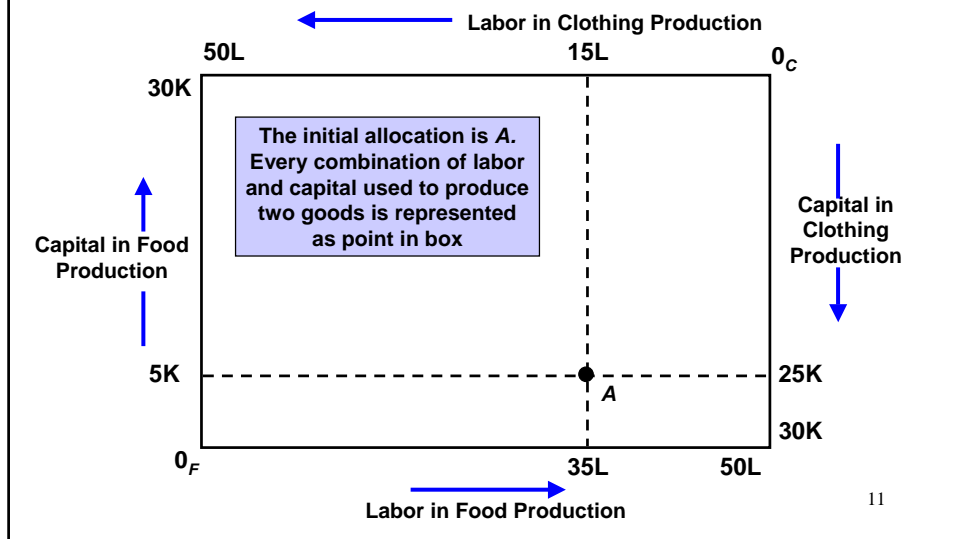 Labor in Clothing Production
50L 15L 0C
30K
The initial allocation is A.
Every combination of labor
and capital used to produce
two goods is represented
as point in box
Capital in Food
Production
Capital in
Clothing
Production
5K 25K
A
30K
0F 35L 50L
Labor in Food Production
11